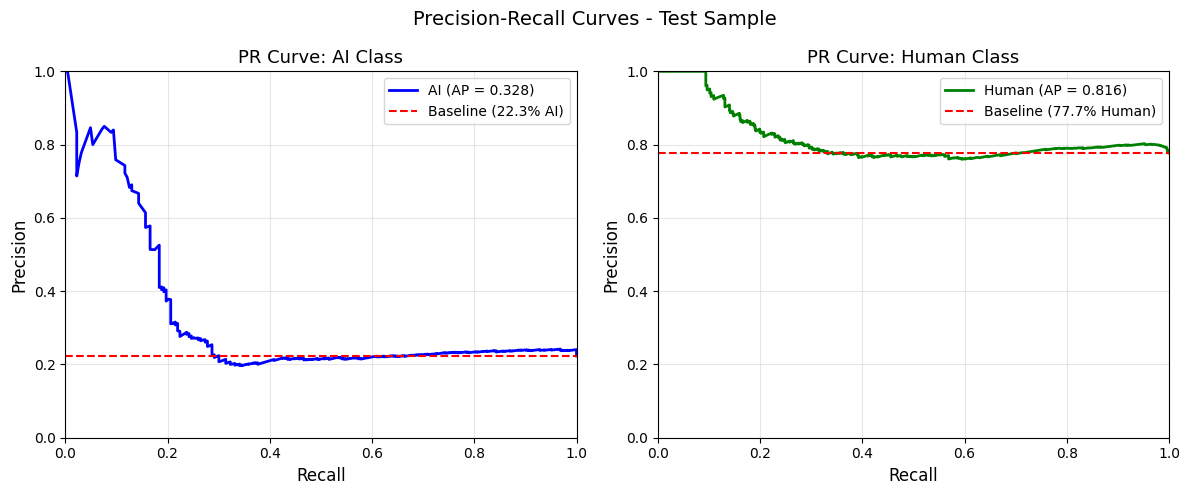 Precision-Recall Curves - Test Sample
PR Curve: AI Class
AI (AP = 0.328)
Baseline (22.3% AI)
Precision
1.0
0.8
0.6
0.4
0.2
0.0
0.0 0.2 0.4 0.6 0.8 1.0
Recall
PR Curve: Human Class
Human (AP = 0.816)
Baseline (77.7% Human)
Precision
1.0
0.8
0.6
0.4
0.2
0.0
0.0 0.2 0.4 0.6 0.8 1.0
Recall